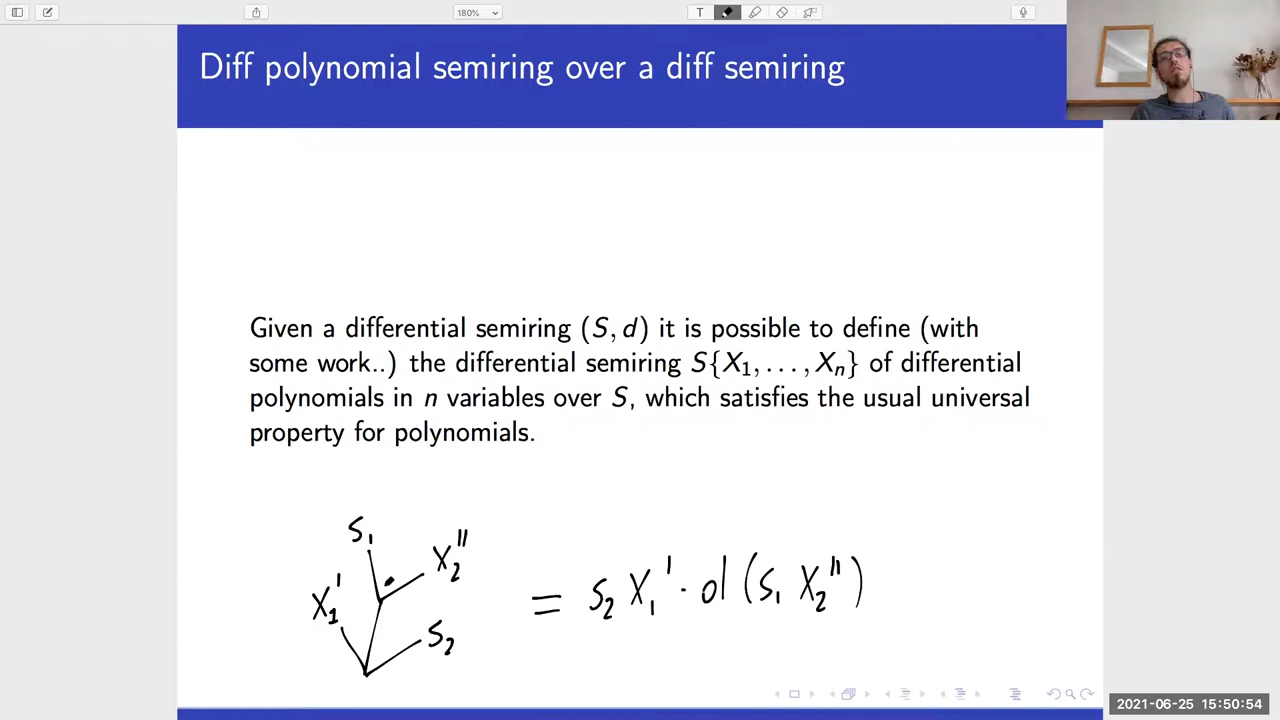 180%
T
Diff polynomial semiring over a diff semiring
Given a differential semiring (S, d) it is possible to define (with
some work..) the differential semiring S{X₁, . . . , Xₙ} of differential
polynomials in n variables over S, which satisfies the usual universal
property for polynomials.
S₁
X₂''
X₁'
S₂
= S₂ X₁' · d(S₁ X₂'')
2021-06-25 15:50:54